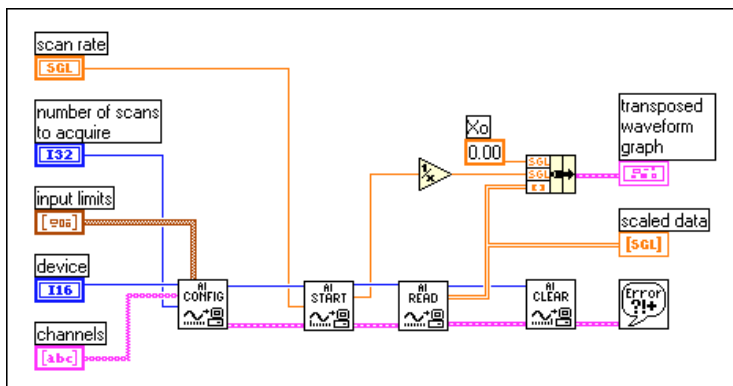 scan rate
SGL
number of scans
to acquire
I32
input limits
device
I16
channels
[abc]
AI
CONFIG
AI
START
AI
READ
AI
CLEAR
1/x
Xo
0.00
SGL
SGL
[ ]
transposed
waveform
graph
scaled data
[SGL]
Error
?!+